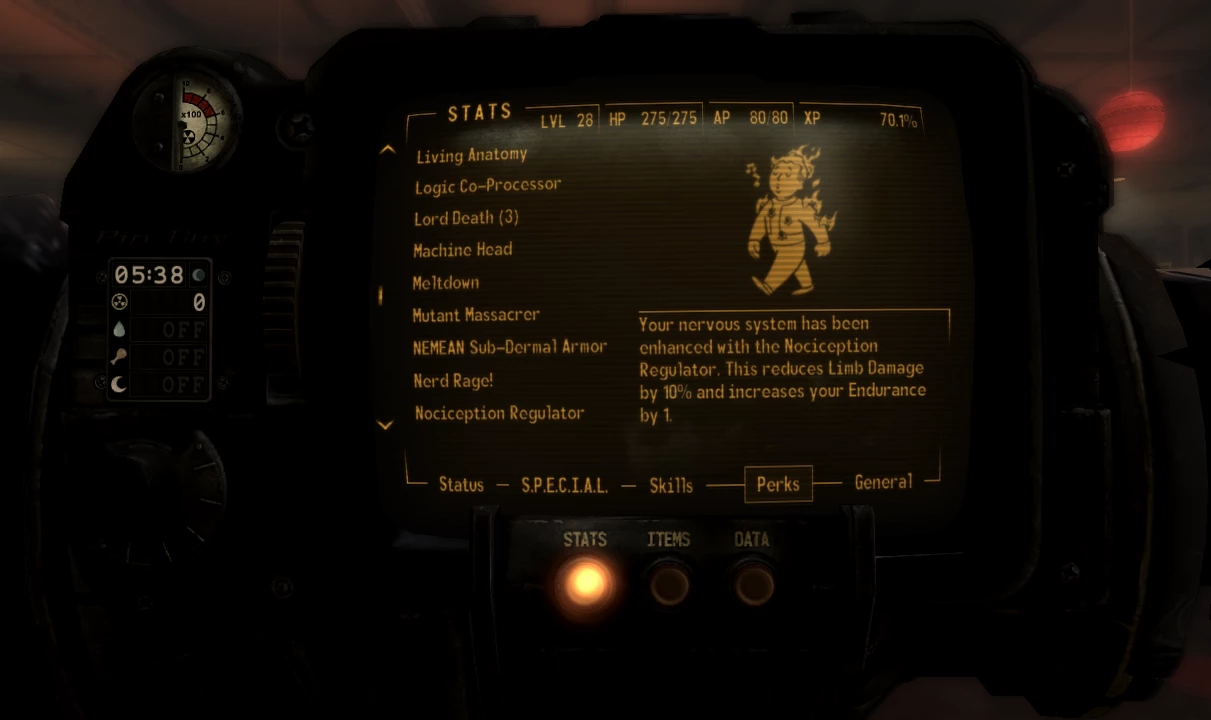 STATS LVL 28 HP 275/275 AP 80/80 XP 70.1%
x100
Living Anatomy
Logic Co-Processor
Lord Death (3)
Machine Head
Meltdown
Mutant Massacrer
NEMEAN Sub-Dermal Armor
Nerd Rage!
Nociception Regulator
Your nervous system has been
enhanced with the Nociception
Regulator. This reduces Limb Damage
by 10% and increases your Endurance
by 1.
Pip-Boy
05:38
0
OFF
OFF
OFF
Status S.P.E.C.I.A.L. Skills Perks General
STATS ITEMS DATA